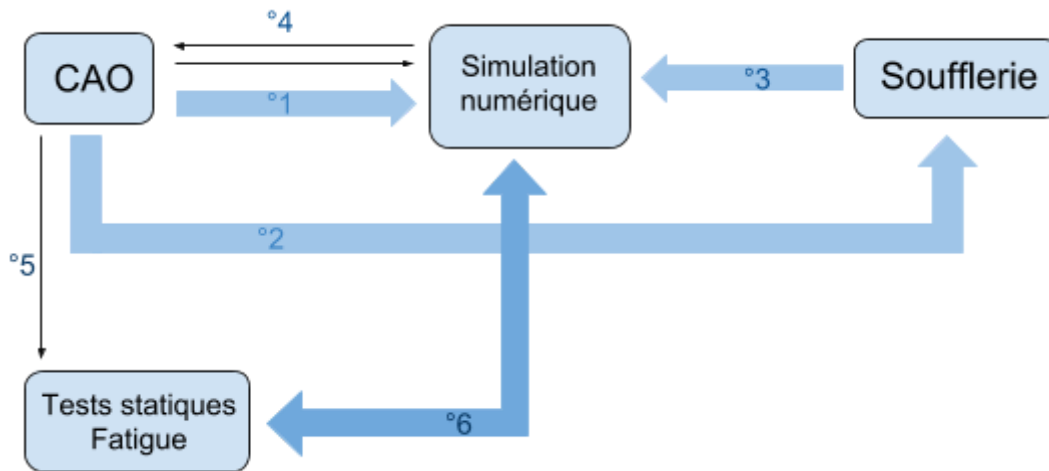 °4
CAO
Simulation
numérique
Soufflerie
°1
°3
°2
°5
Tests statiques
Fatigue
°6